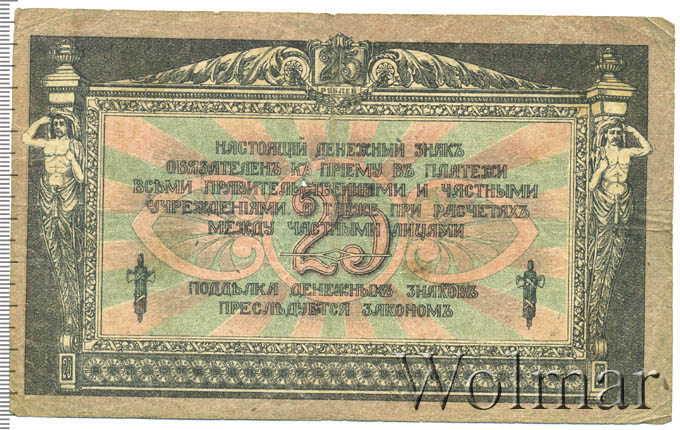 25
РУБЛЕЙ
НАСТОЯЩІЙ ДЕНЕЖНЫЙ ЗНАКЪ
ОБЯЗАТЕЛЕНЪ КЪ ПРІЕМУ ВЪ ПЛАТЕЖИ
ВСѢМИ ПРАВИТЕЛЬСТВЕННЫМИ И ЧАСТНЫМИ
УЧРЕЖДЕНІЯМИ, А ТАКЖЕ ПРИ РАСЧЕТАХЪ
МЕЖДУ ЧАСТНЫМИ ЛИЦАМИ
25
ПОДДѢЛКА ДЕНЕЖНЫХЪ ЗНАКОВЪ
ПРЕСЛѢДУЕТСЯ ЗАКОНОМЪ
Wolmar